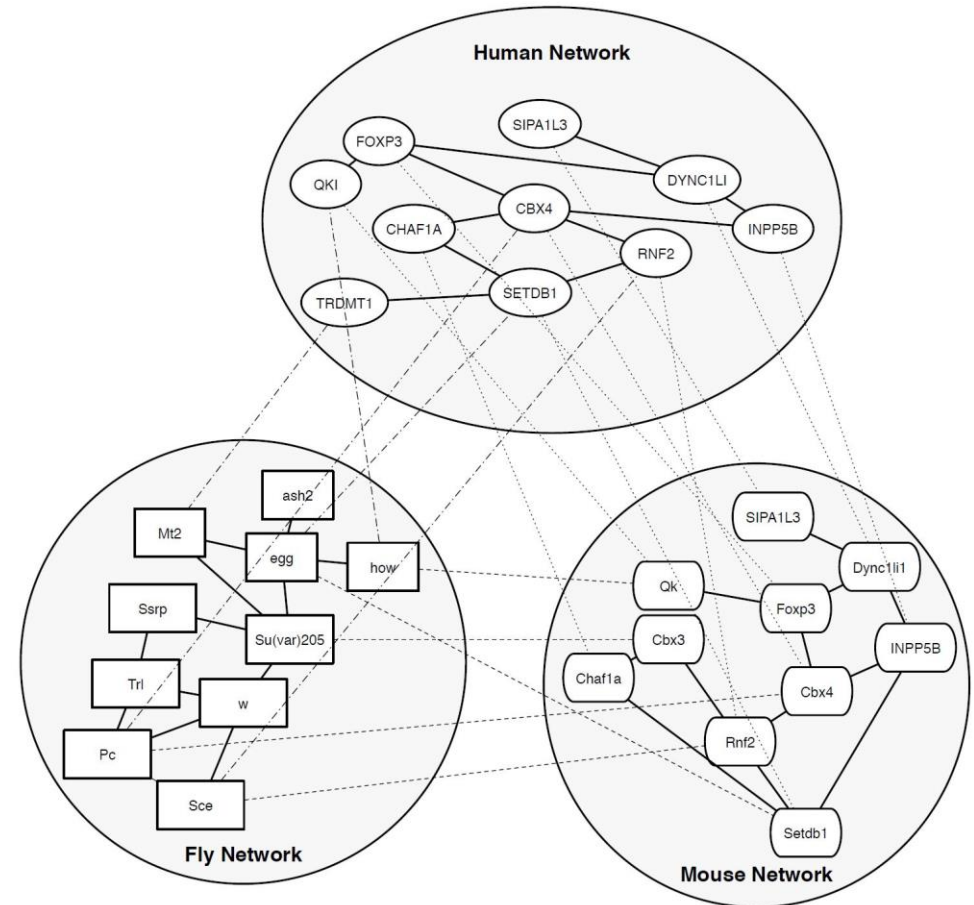 Human Network
SIPA1L3
FOXP3
DYNC1LI
QKI
CBX4
CHAF1A
INPP5B
RNF2
SETDB1
TRDMT1
ash2
Mt2
egg
how
Ssrp
Su(var)205
Trl
w
Pc
Sce
Fly Network
SIPA1L3
Dync1li1
Qk
Foxp3
Cbx3
INPP5B
Chaf1a
Cbx4
Rnf2
Setdb1
Mouse Network